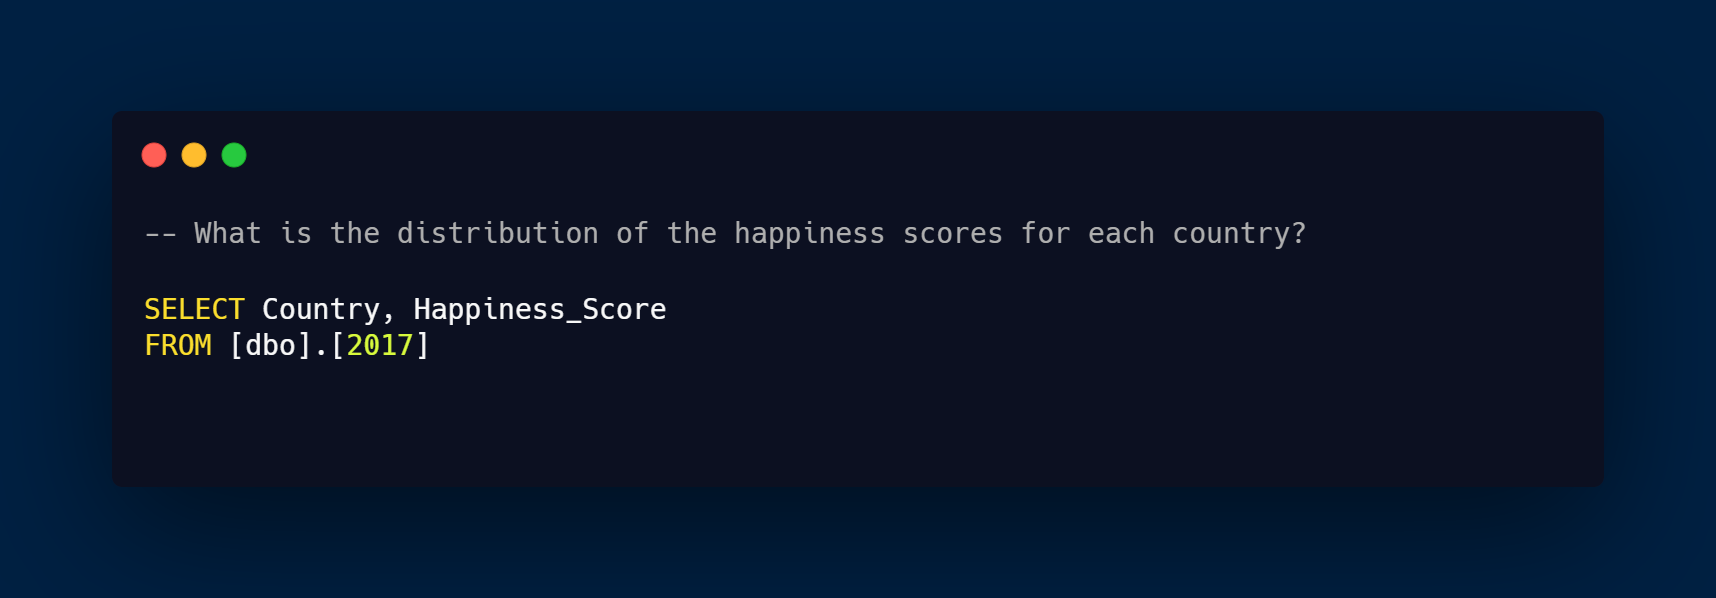 -- What is the distribution of the happiness scores for each country?
SELECT Country, Happiness_Score
FROM [dbo].[2017]